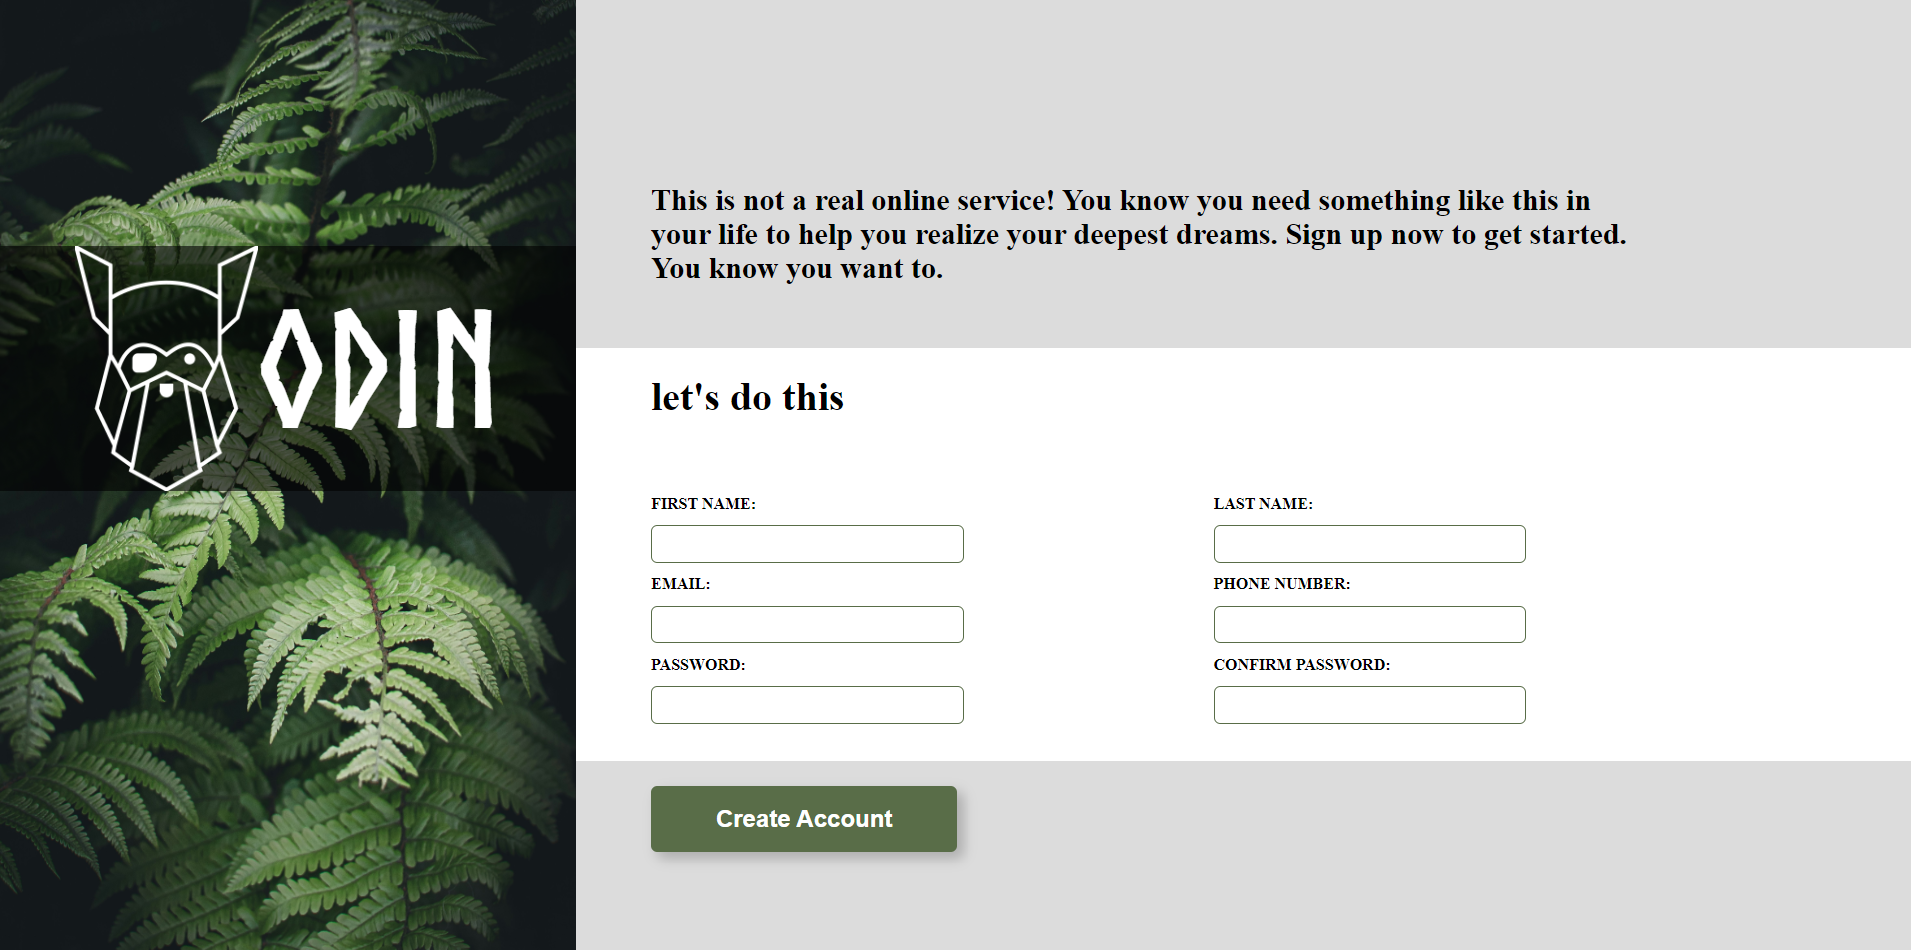 ODIN
This is not a real online service! You know you need something like this in
your life to help you realize your deepest dreams. Sign up now to get started.
You know you want to.
let's do this
FIRST NAME:
LAST NAME:
EMAIL:
PHONE NUMBER:
PASSWORD:
CONFIRM PASSWORD:
Create Account